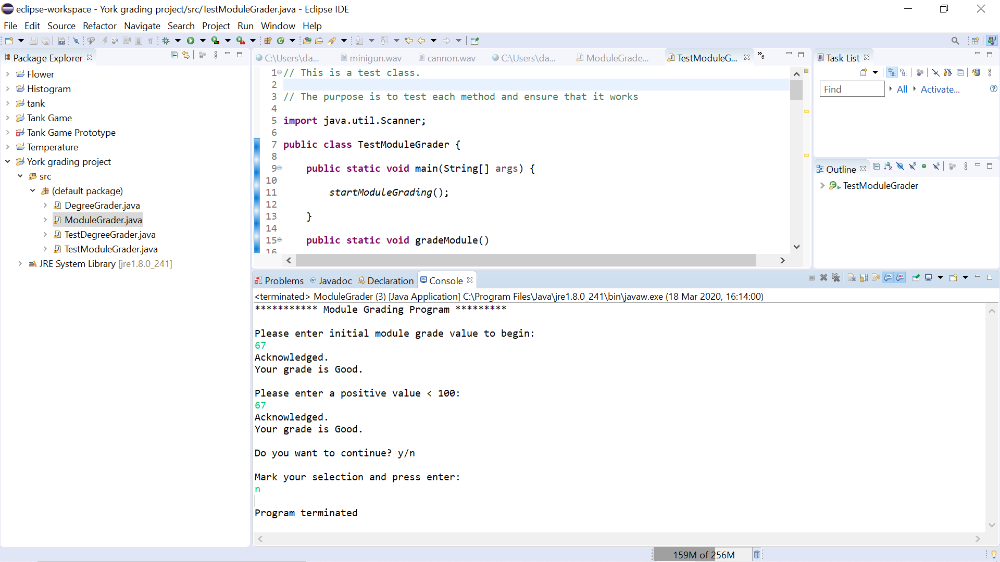 eclipse-workspace - York grading project/src/TestModuleGrader.java - Eclipse IDE
File Edit Source Refactor Navigate Search Project Run Window Help
Package Explorer
Flower
Histogram
tank
Tank Game
Tank Game Prototype
Temperature
York grading project
src
(default package)
DegreeGrader.java
ModuleGrader.java
TestDegreeGrader.java
TestModuleGrader.java
JRE System Library [jre1.8.0_241]
C:\Users\da... minigun.wav cannon.wav C:\Users\da... ModuleGrade... TestModuleG... »6
1 // This is a test class.
2
3 // The purpose is to test each method and ensure that it works
4
5 import java.util.Scanner;
6
7 public class TestModuleGrader {
8
9 public static void main(String[] args) {
10
11 startModuleGrading();
12
13 }
14
15 public static void gradeModule()
16
Task List
Find All Activate...
Outline
TestModuleGrader
Problems Javadoc Declaration Console
<terminated> ModuleGrader (3) [Java Application] C:\Program Files\Java\jre1.8.0_241\bin\javaw.exe (18 Mar 2020, 16:14:00)
*********** Module Grading Program *********
Please enter initial module grade value to begin:
67
Acknowledged.
Your grade is Good.
Please enter a positive value < 100:
67
Acknowledged.
Your grade is Good.
Do you want to continue? y/n
Mark your selection and press enter:
n
Program terminated
159M of 256M